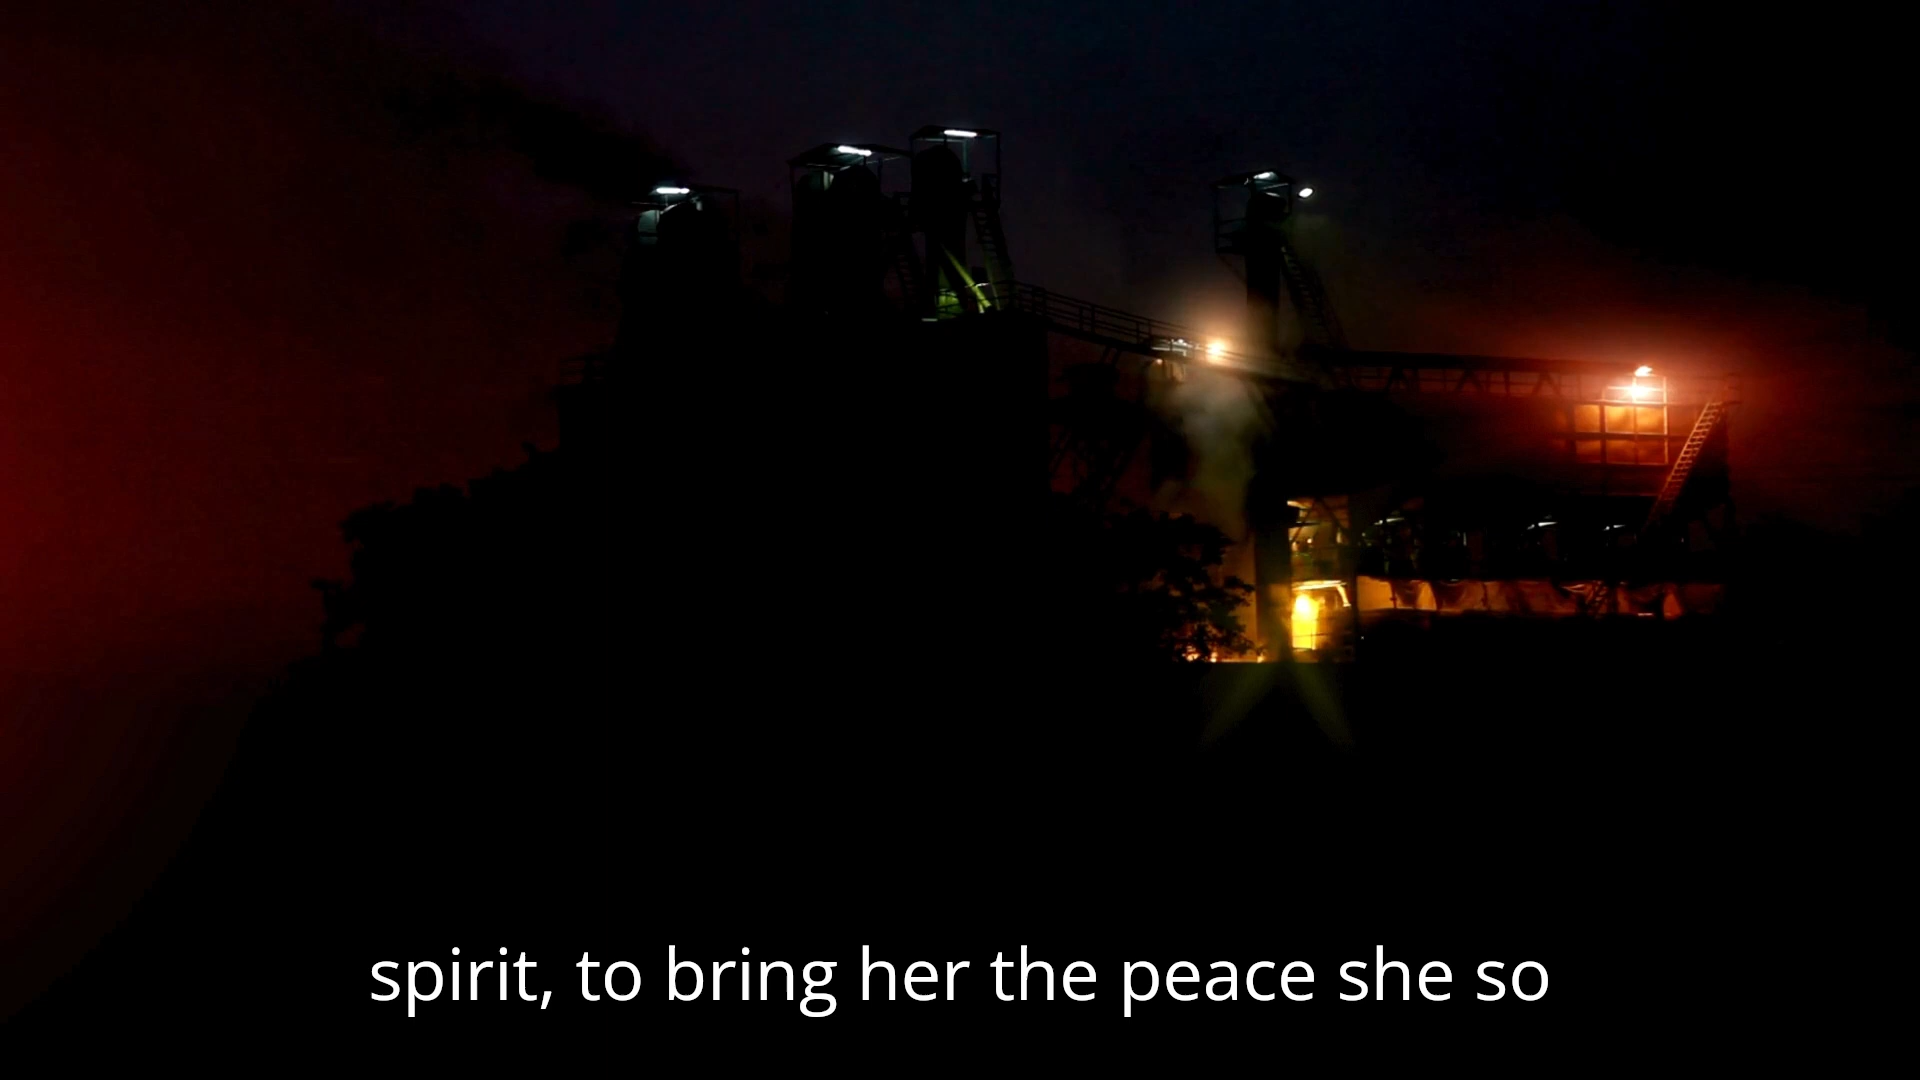 spirit, to bring her the peace she so